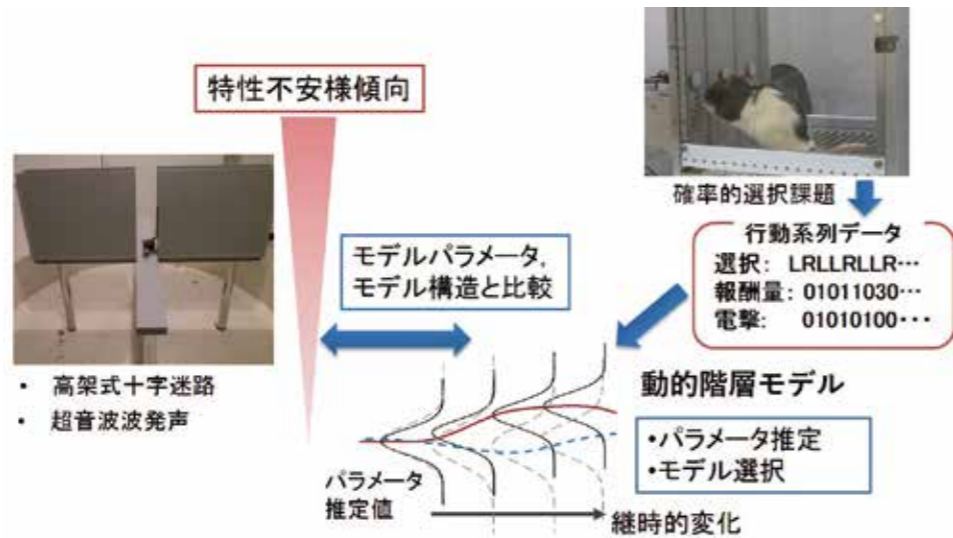 特性不安様傾向
確率的選択課題
行動系列データ
選択: LRLLRLLR…
報酬量: 01011030…
電撃: 01010100・・・
モデルパラメータ,
モデル構造と比較
・ 高架式十字迷路
・ 超音波波発声
動的階層モデル
・パラメータ推定
・モデル選択
パラメータ
推定値
継時的変化